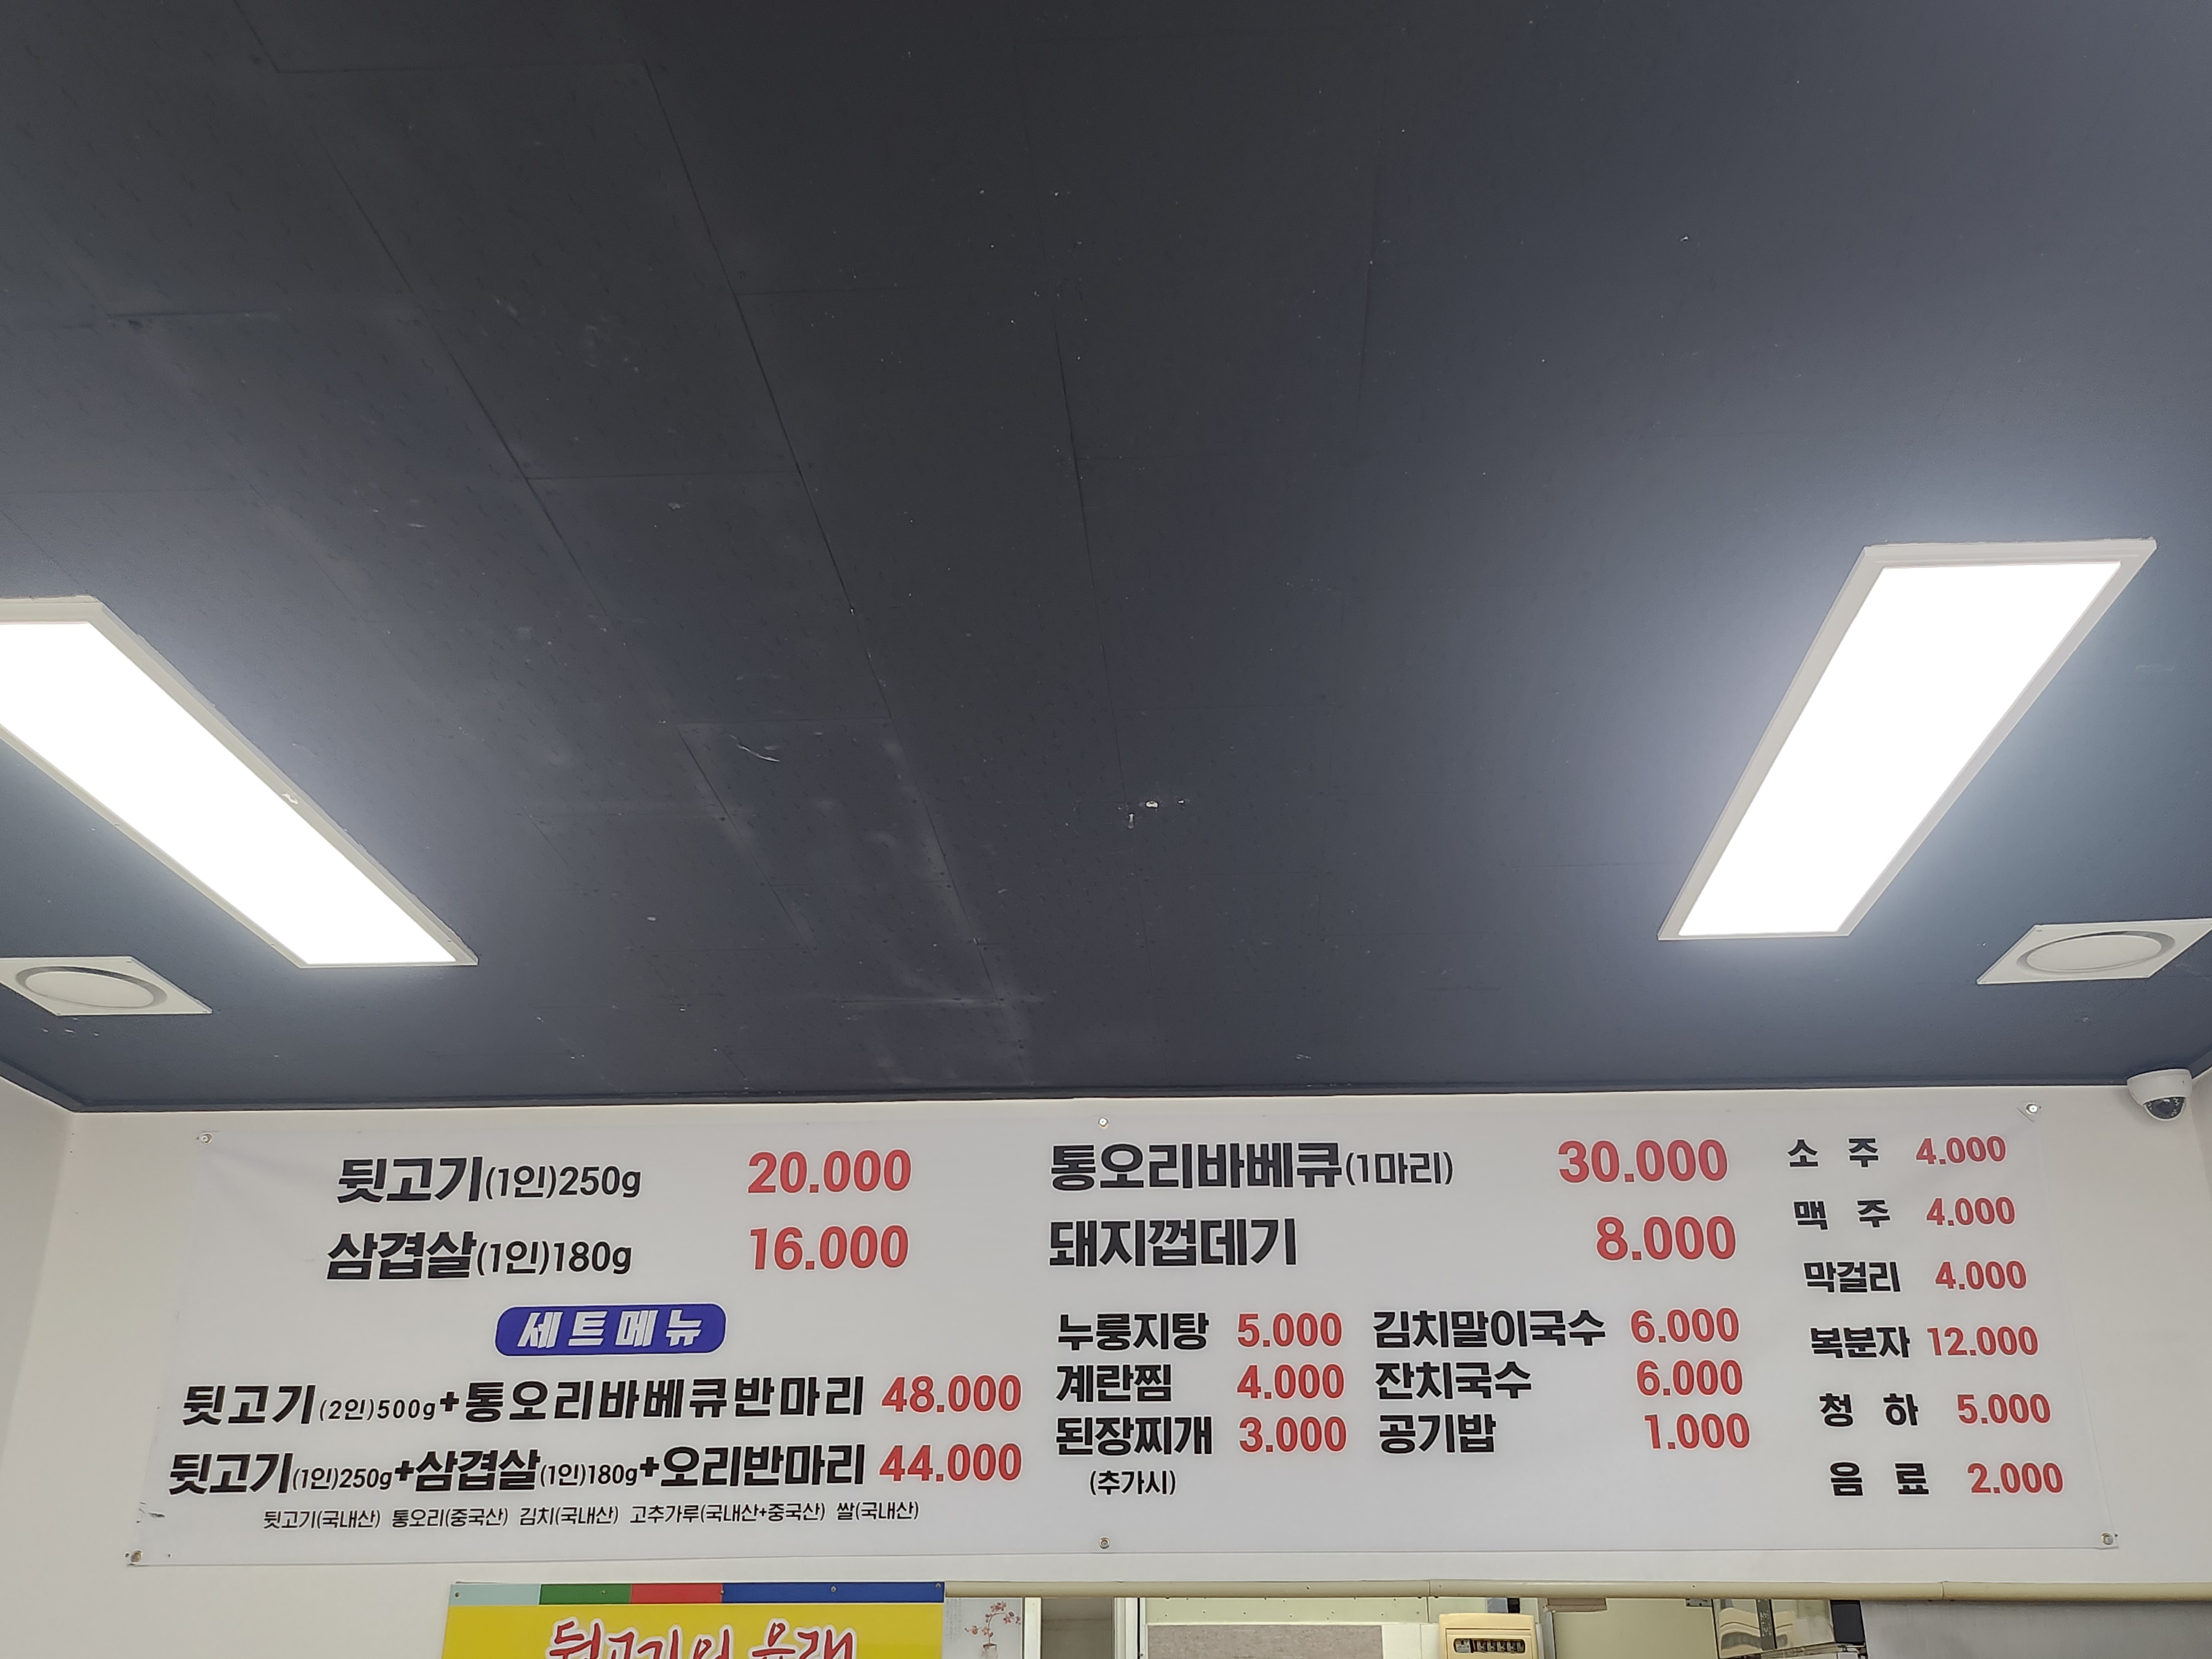 뒷고기(1인)250g 20.000
삼겹살(1인)180g 16.000
세트메뉴
뒷고기(2인)500g+통오리바베큐반마리 48.000
뒷고기(1인)250g+삼겹살(1인)180g+오리반마리 44.000
뒷고기(국내산) 통오리(중국산) 김치(국내산) 고추가루(국내산+중국산) 쌀(국내산)
통오리바베큐(1마리) 30.000
돼지껍데기 8.000
누룽지탕 5.000 김치말이국수 6.000
계란찜 4.000 잔치국수 6.000
된장찌개 3.000 공기밥 1.000
(추가시)
소 주 4.000
맥 주 4.000
막걸리 4.000
복분자 12.000
청 하 5.000
음 료 2.000
뒷고기의 유래